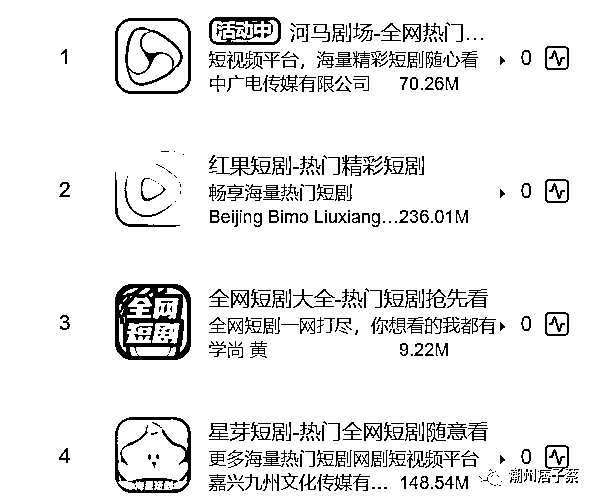 1
活动中 河马剧场-全网热门...
短视频平台，海量精彩短剧随心看 0
中广电传媒有限公司 70.26M
2
红果短剧-热门精彩短剧
畅享海量热门短剧 0
Beijing Bimo Liuxiang...236.01M
3
全网短剧
全网短剧大全-热门短剧抢先看
全网短剧一网打尽，你想看的我都有 0
学尚 黄 9.22M
4
海量短剧
星芽短剧-热门全网短剧随意看
更多海量热门短剧网剧短视频平台 0
嘉兴九州文化传媒有... 148.54M
潮州痞子蔡